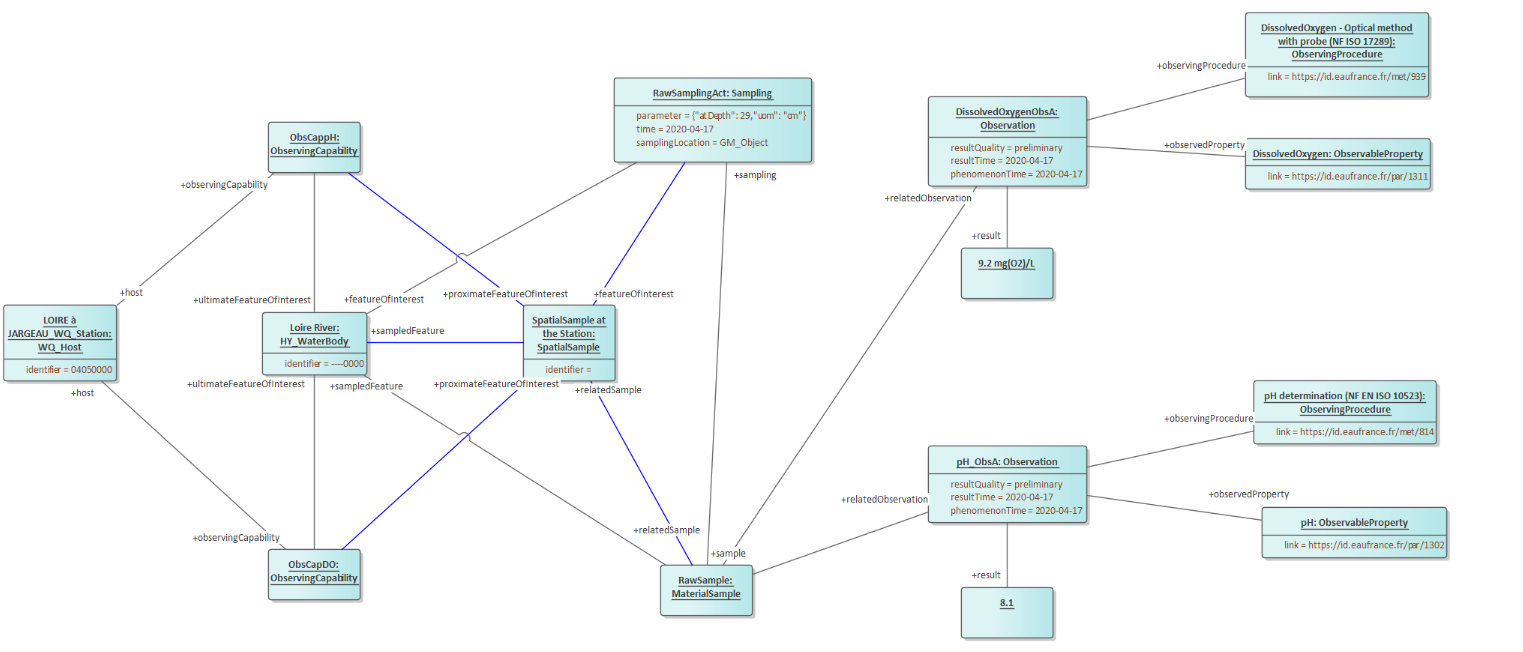 DissolvedOxygen - Optical method
with probe (NF ISO 17289):
ObservingProcedure
link = https://id.eaufrance.fr/met/939
+observingProcedure
RawSamplingAct: Sampling
parameter = {"atDepth": 29,"uom": "cm"}
time = 2020-04-17
samplingLocation = GM_Object
DissolvedOxygenObsA:
Observation
resultQuality = preliminary
resultTime = 2020-04-17
phenomenonTime = 2020-04-17
+observedProperty
DissolvedOxygen: ObservableProperty
link = https://id.eaufrance.fr/par/1311
ObsCappH:
ObservingCapability
+observingCapability
+sampling
+relatedObservation
+result
9.2 mg(O2)/L
+host
+ultimateFeatureOfInterest
+featureOfInterest
+proximateFeatureOfInterest
+featureOfInterest
LOIRE à
JARGEAU_WQ_Station:
WQ_Host
identifier = 04050000
Loire River:
HY_WaterBody
identifier = ----0000
+sampledFeature
SpatialSample at
the Station:
SpatialSample
identifier =
+host
+ultimateFeatureOfInterest
+sampledFeature
+proximateFeatureOfInterest
+relatedSample
pH determination (NF EN ISO 10523):
ObservingProcedure
link = https://id.eaufrance.fr/met/814
+observingProcedure
pH_ObsA: Observation
resultQuality = preliminary
resultTime = 2020-04-17
phenomenonTime = 2020-04-17
+relatedObservation
+observedProperty
pH: ObservableProperty
link = https://id.eaufrance.fr/par/1302
+observingCapability
+relatedSample
+sample
ObsCapDO:
ObservingCapability
RawSample:
MaterialSample
+result
8.1